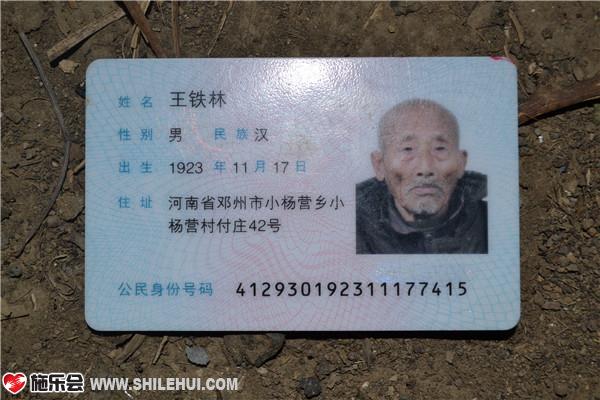 姓名 王铁林
性别 男 民族 汉
出生 1923 年 11 月 17 日
住址 河南省邓州市小杨营乡小
杨营村付庄42号
公民身份号码 412930192311177415
施乐会 WWW.SHILEHUI.COM